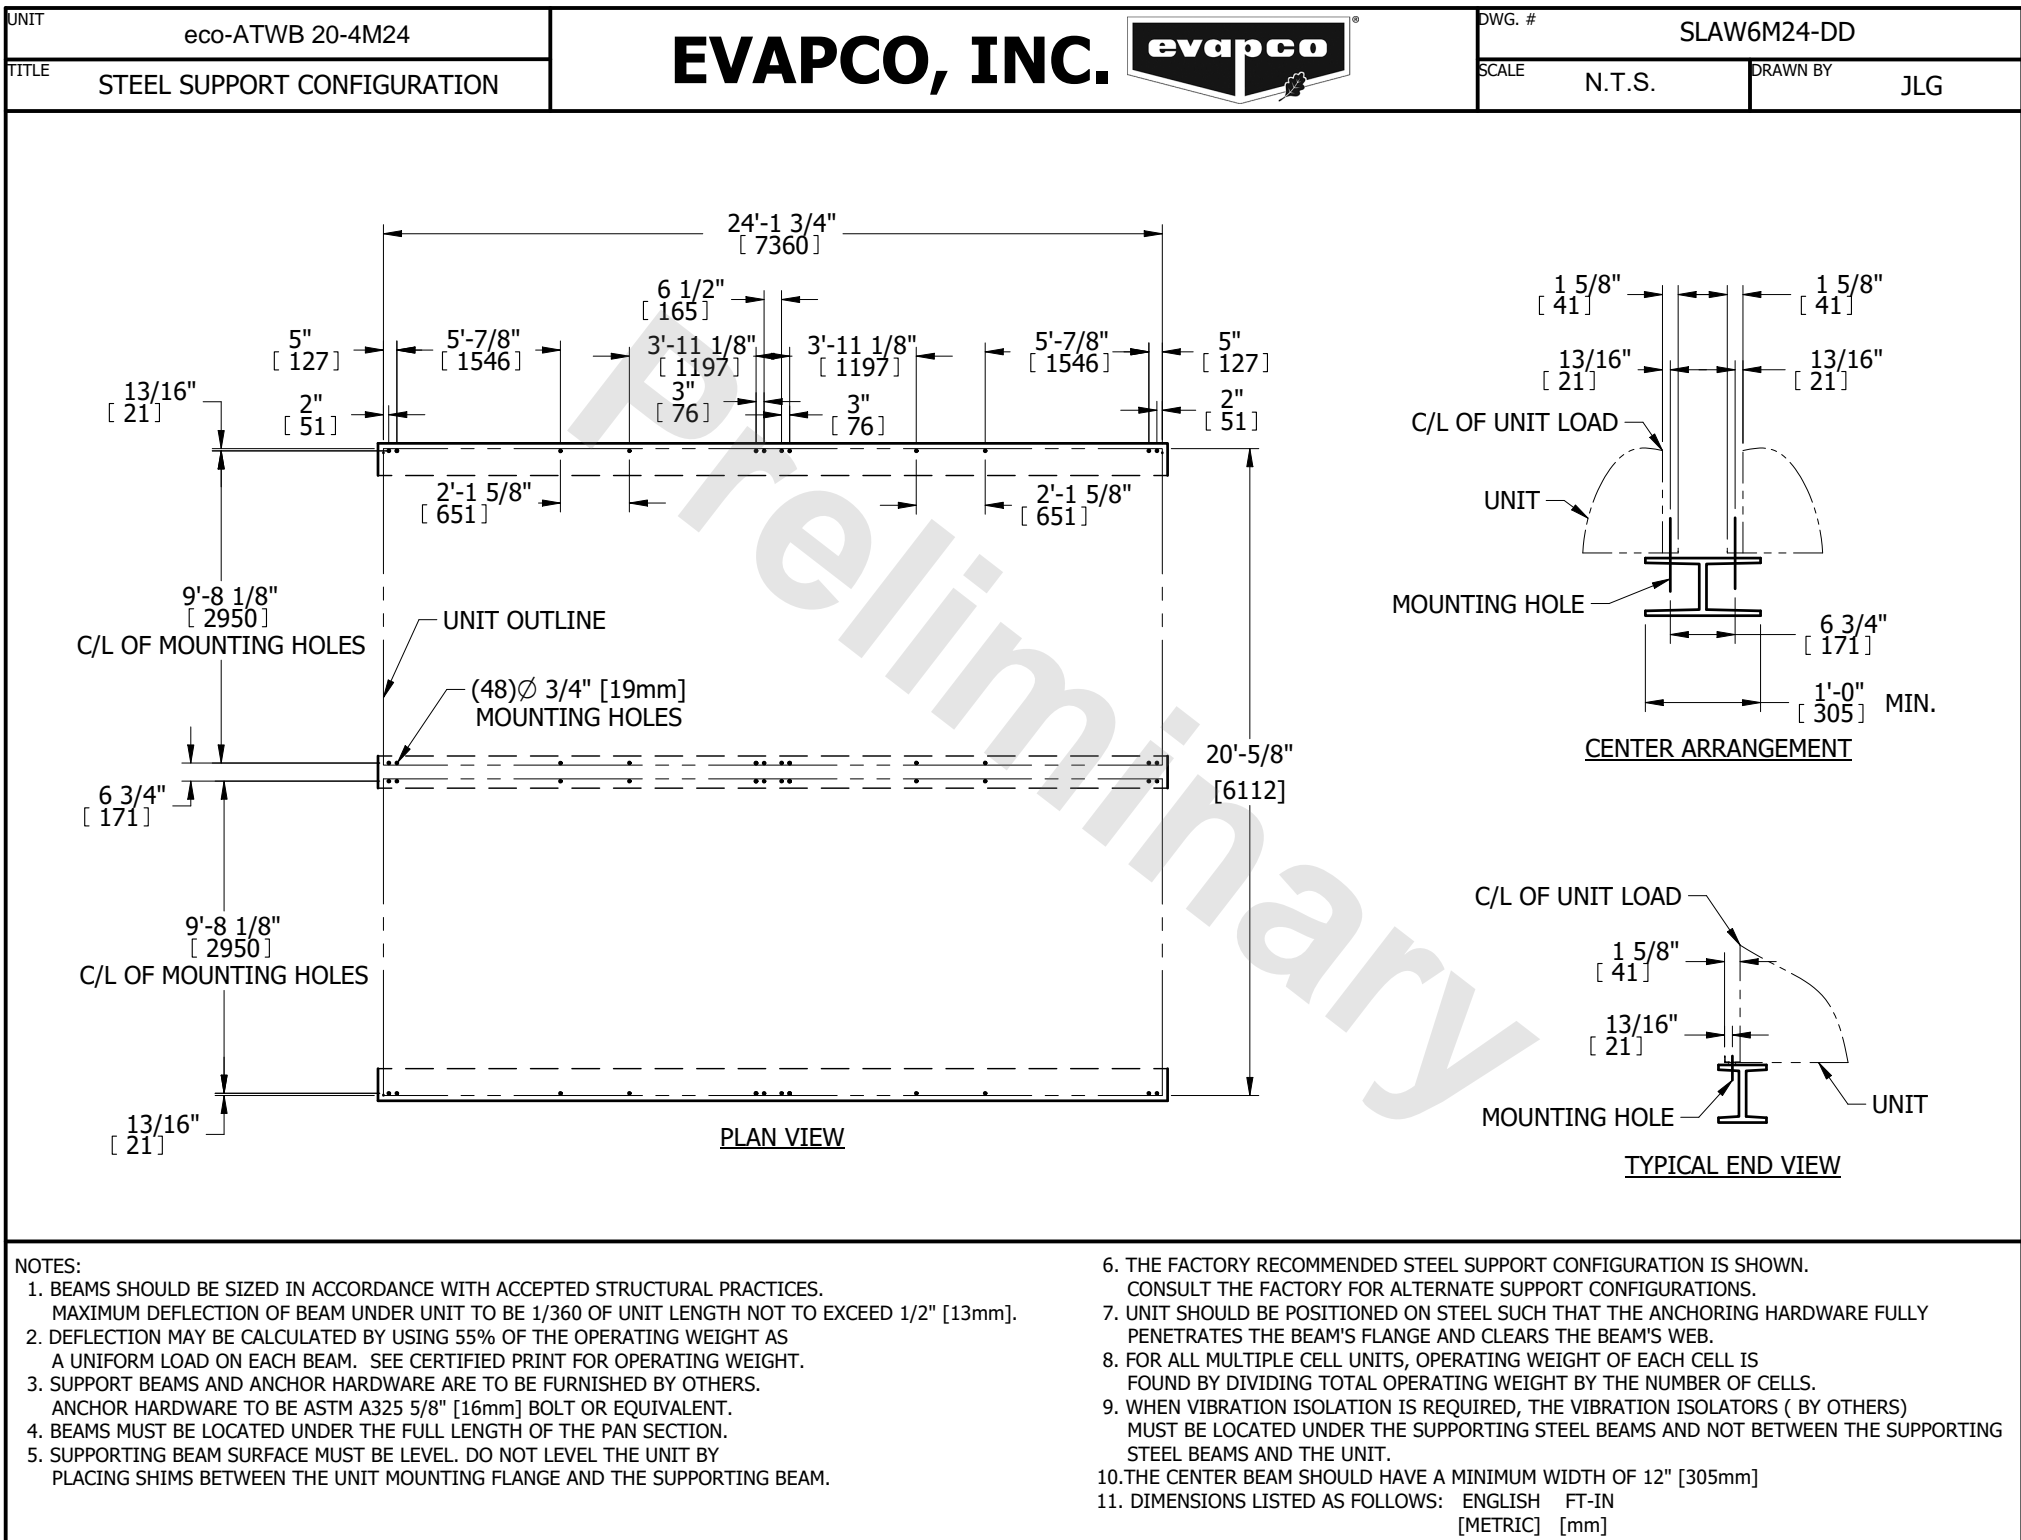 UNIT
eco-ATWB 20-4M24
TITLE
STEEL SUPPORT CONFIGURATION
EVAPCO, INC.
evapco®
DWG. #
SLAW6M24-DD
SCALE
N.T.S.
DRAWN BY
JLG
24'-1 3/4"
[ 7360]
6 1/2"
[ 165]
5"
[ 127]
5'-7/8"
[ 1546]
3'-11 1/8"
[ 1197]
3'-11 1/8"
[ 1197]
5'-7/8"
[ 1546]
5"
[ 127]
13/16"
[ 21]
2"
[ 51]
3"
[ 76]
3"
[ 76]
2"
[ 51]
2'-1 5/8"
[ 651]
2'-1 5/8"
[ 651]
9'-8 1/8"
[ 2950]
C/L OF MOUNTING HOLES
UNIT OUTLINE
(48)Ø 3/4" [19mm]
MOUNTING HOLES
6 3/4"
[ 171]
20'-5/8"
[6112]
9'-8 1/8"
[ 2950]
C/L OF MOUNTING HOLES
13/16"
[ 21]
PLAN VIEW
Preliminary
1 5/8"
[ 41]
1 5/8"
[ 41]
13/16"
[ 21]
13/16"
[ 21]
C/L OF UNIT LOAD
UNIT
MOUNTING HOLE
6 3/4"
[ 171]
1'-0"
[ 305] MIN.
CENTER ARRANGEMENT
C/L OF UNIT LOAD
1 5/8"
[ 41]
13/16"
[ 21]
MOUNTING HOLE
UNIT
TYPICAL END VIEW
NOTES:
1. BEAMS SHOULD BE SIZED IN ACCORDANCE WITH ACCEPTED STRUCTURAL PRACTICES.
MAXIMUM DEFLECTION OF BEAM UNDER UNIT TO BE 1/360 OF UNIT LENGTH NOT TO EXCEED 1/2" [13mm].
2. DEFLECTION MAY BE CALCULATED BY USING 55% OF THE OPERATING WEIGHT AS
A UNIFORM LOAD ON EACH BEAM. SEE CERTIFIED PRINT FOR OPERATING WEIGHT.
3. SUPPORT BEAMS AND ANCHOR HARDWARE ARE TO BE FURNISHED BY OTHERS.
ANCHOR HARDWARE TO BE ASTM A325 5/8" [16mm] BOLT OR EQUIVALENT.
4. BEAMS MUST BE LOCATED UNDER THE FULL LENGTH OF THE PAN SECTION.
5. SUPPORTING BEAM SURFACE MUST BE LEVEL. DO NOT LEVEL THE UNIT BY
PLACING SHIMS BETWEEN THE UNIT MOUNTING FLANGE AND THE SUPPORTING BEAM.
6. THE FACTORY RECOMMENDED STEEL SUPPORT CONFIGURATION IS SHOWN.
CONSULT THE FACTORY FOR ALTERNATE SUPPORT CONFIGURATIONS.
7. UNIT SHOULD BE POSITIONED ON STEEL SUCH THAT THE ANCHORING HARDWARE FULLY
PENETRATES THE BEAM'S FLANGE AND CLEARS THE BEAM'S WEB.
8. FOR ALL MULTIPLE CELL UNITS, OPERATING WEIGHT OF EACH CELL IS
FOUND BY DIVIDING TOTAL OPERATING WEIGHT BY THE NUMBER OF CELLS.
9. WHEN VIBRATION ISOLATION IS REQUIRED, THE VIBRATION ISOLATORS ( BY OTHERS)
MUST BE LOCATED UNDER THE SUPPORTING STEEL BEAMS AND NOT BETWEEN THE SUPPORTING
STEEL BEAMS AND THE UNIT.
10.THE CENTER BEAM SHOULD HAVE A MINIMUM WIDTH OF 12" [305mm]
11. DIMENSIONS LISTED AS FOLLOWS: ENGLISH FT-IN
[METRIC] [mm]